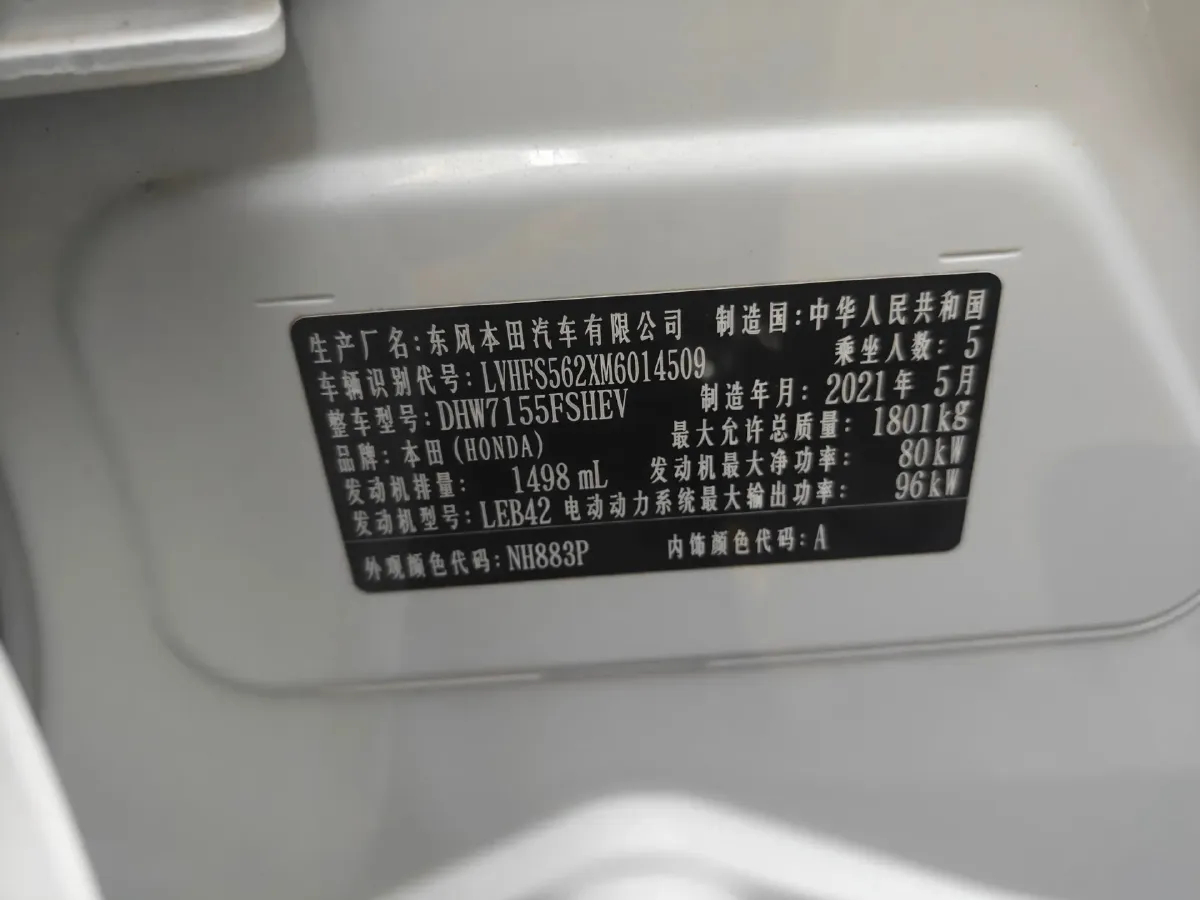 生产厂名:东风本田汽车有限公司 制造国:中华人民共和国
车辆识别代号:LVHFS562XM6014509 乘坐人数: 5
整车型号:DHW7155FSHEV 制造年月: 2021年 5月
品牌: 本田(HONDA) 最大允许总质量: 1801kg
发动机排量: 1498 mL 发动机最大净功率: 80kW
发动机型号:LEB42 电动动力系统最大输出功率: 96kW
外观颜色代码:NH883P 内饰颜色代码:A